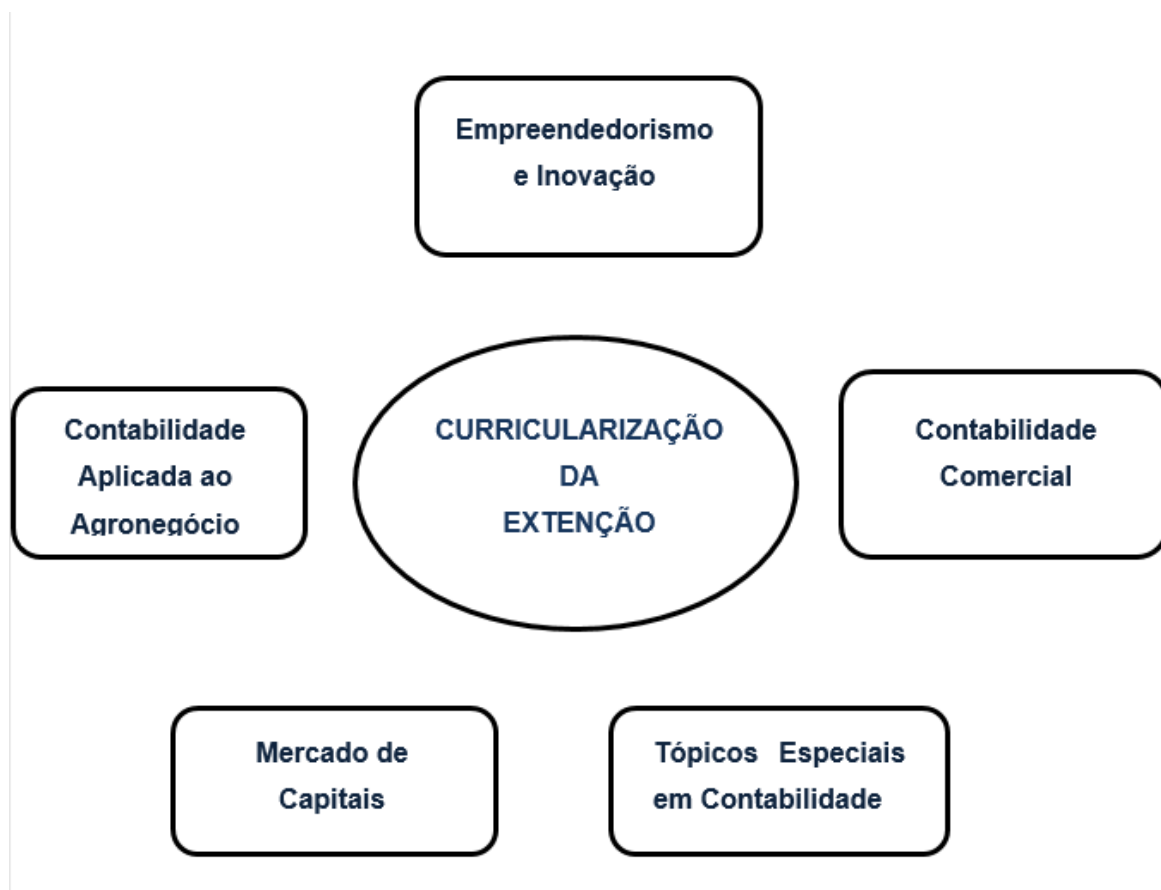 Empreendedorismo
e Inovação
Contabilidade
Aplicada ao
Agronegócio
CURRICULARIZAÇÃO
DA
EXTENÇÃO
Contabilidade
Comercial
Mercado de
Capitais
Tópicos Especiais
em Contabilidade